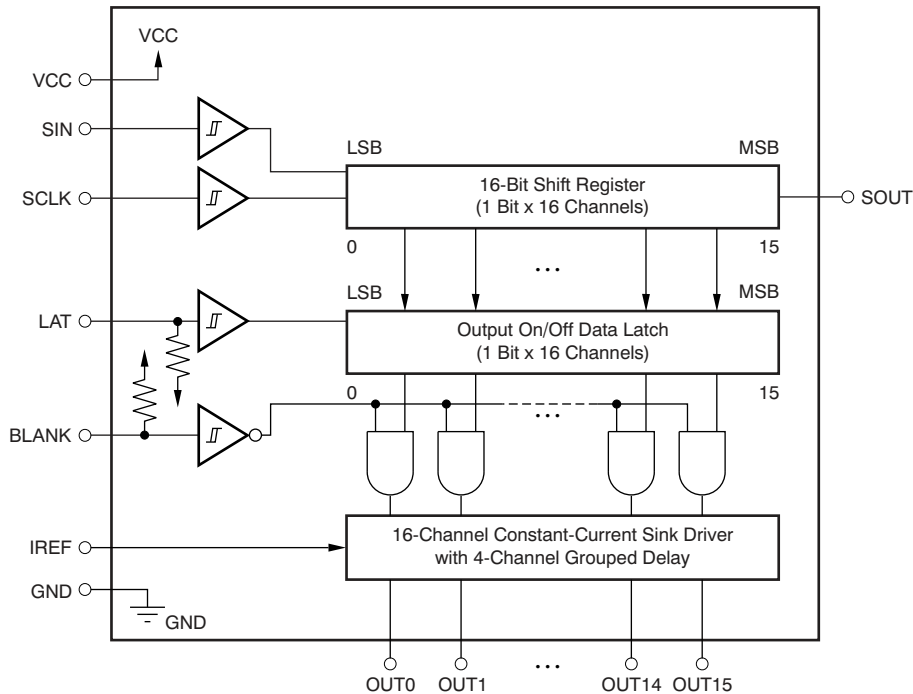 VCC
VCC
SIN
LSB
MSB
16-Bit Shift Register
(1 Bit x 16 Channels)
SCLK
SOUT
0
...
15
LSB
MSB
LAT
Output On/Off Data Latch
(1 Bit x 16 Channels)
0
...
15
BLANK
16-Channel Constant-Current Sink Driver
with 4-Channel Grouped Delay
IREF
GND
GND
OUT0
OUT1
...
OUT14
OUT15